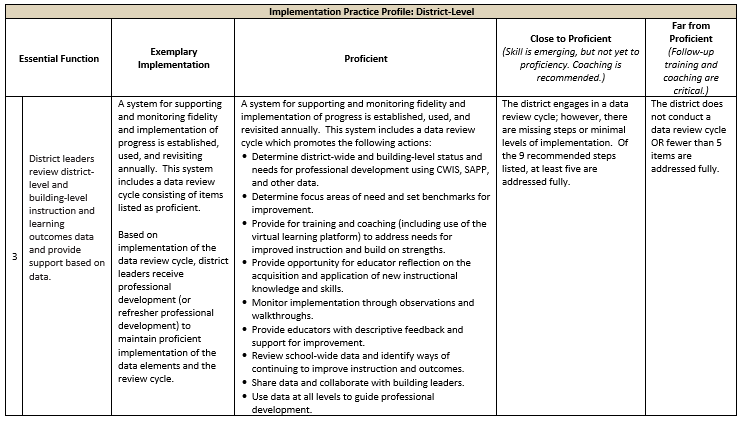 Implementation Practice Profile: District-Level
Essential Function
Exemplary
Implementation
Proficient
Close to Proficient
(Skill is emerging, but not yet to
proficiency. Coaching is
recommended.)
Far from
Proficient
(Follow-up
training and
coaching are
critical.)
3
District leaders
review district-
level and
building-level
instruction and
learning
outcomes data
and provide
support based on
data.
A system for supporting
and monitoring fidelity
and implementation of
progress is established,
used, and revisiting
annually. This system
includes a data review
cycle consisting of items
listed as proficient.
Based on
implementation of the
data review cycle, district
leaders receive
professional
development (or
refresher professional
development) to
maintain proficient
implementation of the
data elements and the
review cycle.
A system for supporting and monitoring fidelity and
implementation of progress is established, used, and
revisited annually. This system includes a data review
cycle which promotes the following actions:
• Determine district-wide and building-level status and
needs for professional development using CWIS, SAPP,
and other data.
• Determine focus areas of need and set benchmarks for
improvement.
• Provide for training and coaching (including use of the
virtual learning platform) to address needs for
improved instruction and build on strengths.
• Provide opportunity for educator reflection on the
acquisition and application of new instructional
knowledge and skills.
• Monitor implementation through observations and
walkthroughs.
• Provide educators with descriptive feedback and
support for improvement.
• Review school-wide data and identify ways of
continuing to improve instruction and outcomes.
• Share data and collaborate with building leaders.
• Use data at all levels to guide professional
development.
The district engages in a data
review cycle; however, there
are missing steps or minimal
levels of implementation. Of
the 9 recommended steps
listed, at least five are
addressed fully.
The district does
not conduct a
data review cycle
OR fewer than 5
items are
addressed fully.